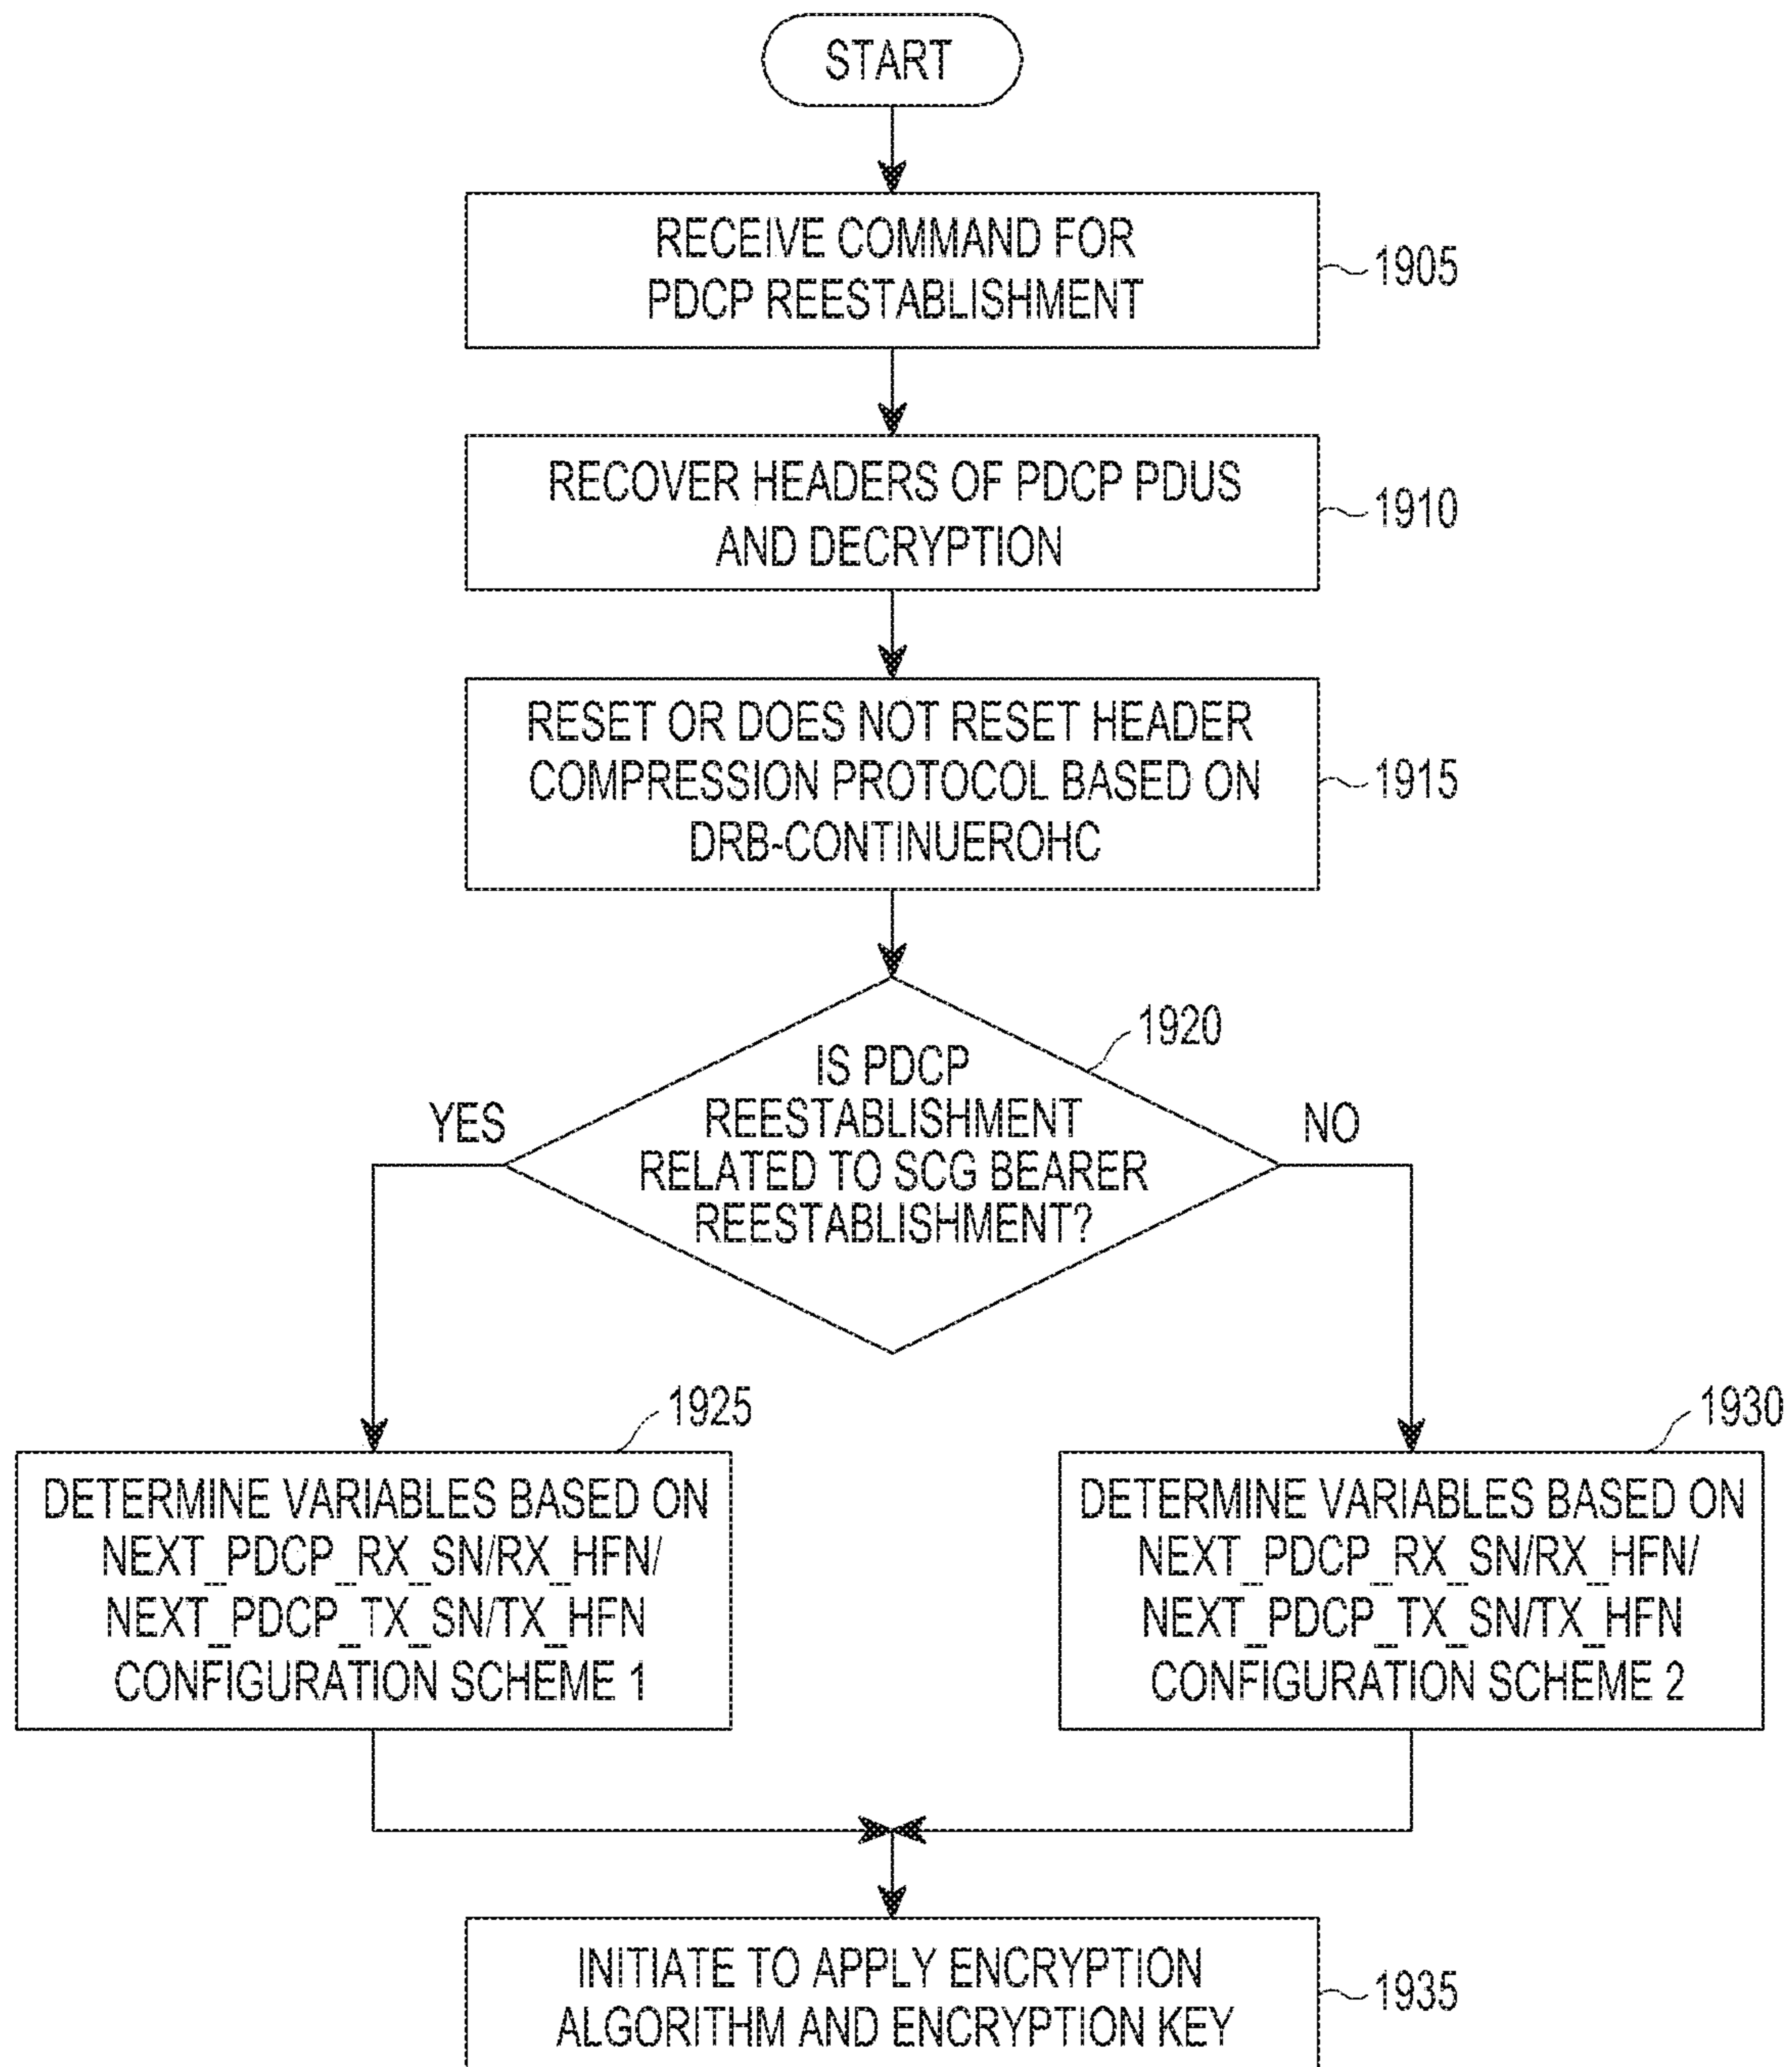 START
RECEIVE COMMAND FOR
PDCP REESTABLISHMENT
1905
RECOVER HEADERS OF PDCP PDUS
AND DECRYPTION
1910
RESET OR DOES NOT RESET HEADER
COMPRESSION PROTOCOL BASED ON
DRB-CONTINUEROHC
1915
1920
IS PDCP
REESTABLISHMENT
RELATED TO SCG BEARER
REESTABLISHMENT?
YES
NO
1925
DETERMINE VARIABLES BASED ON
NEXT_PDCP_RX_SN/RX_HFN/
NEXT_PDCP_TX_SN/TX_HFN
CONFIGURATION SCHEME 1
1930
DETERMINE VARIABLES BASED ON
NEXT_PDCP_RX_SN/RX_HFN/
NEXT_PDCP_TX_SN/TX_HFN
CONFIGURATION SCHEME 2
INITIATE TO APPLY ENCRYPTION
ALGORITHM AND ENCRYPTION KEY
1935